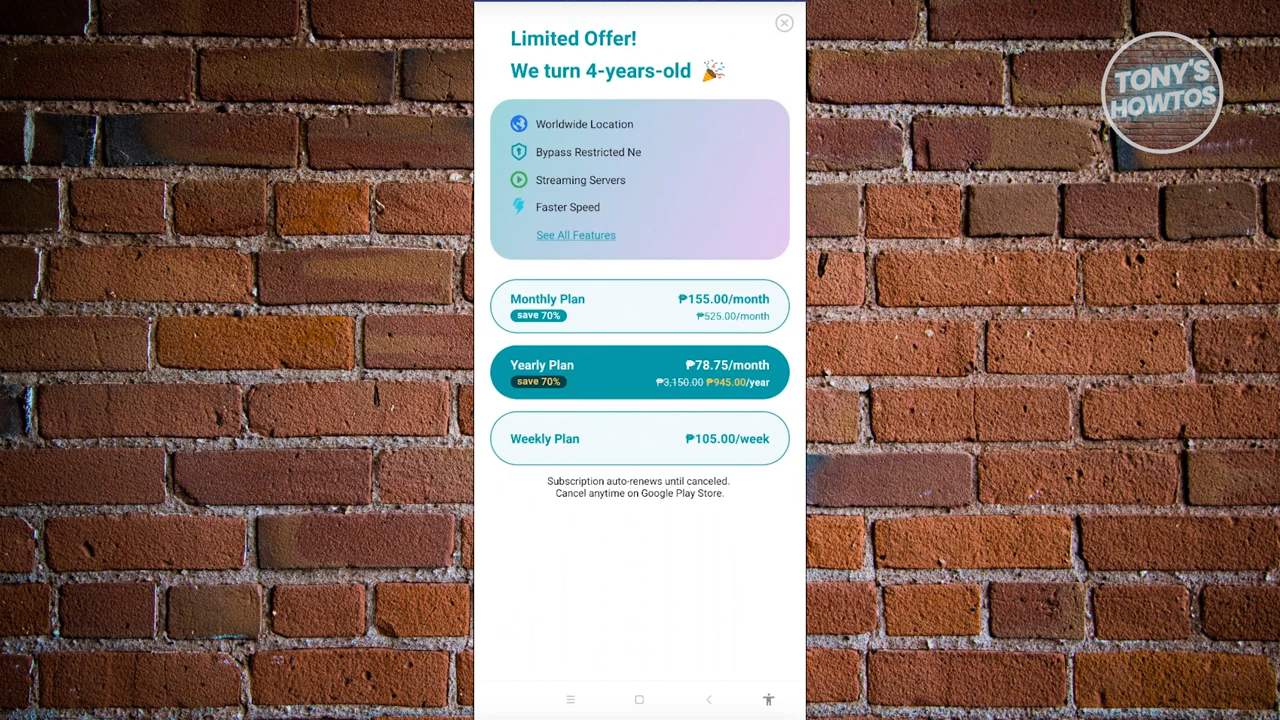 Limited Offer!
We turn 4-years-old
TONY'S
HOWTOS
Worldwide Location
Bypass Restricted Ne
Streaming Servers
Faster Speed
See All Features
Monthly Plan ₱155.00/month
save 70% ₱525.00/month
Yearly Plan ₱78.75/month
save 70% ₱3,150.00 ₱945.00/year
Weekly Plan ₱105.00/week
Subscription auto-renews until canceled.
Cancel anytime on Google Play Store.